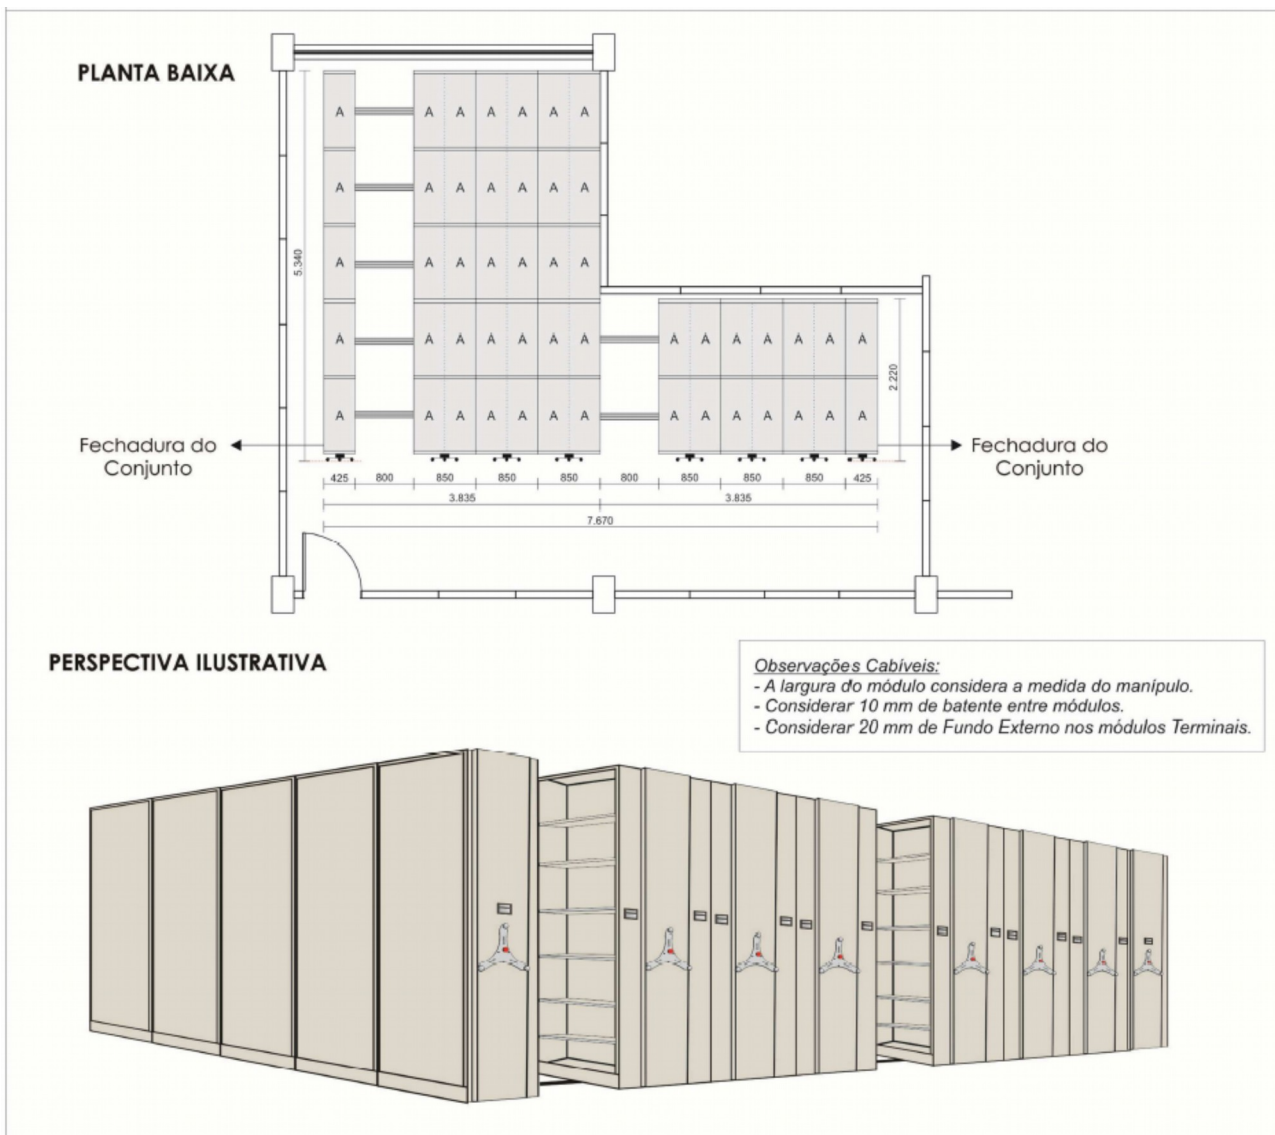 PLANTA BAIXA
A A A A A A A
A A A A A A A
A A A A A A A
5.340
A A A A A A A A A A A A A A
A A A A A A A A A A A A A A
2.220
Fechadura do
Conjunto
Fechadura do
Conjunto
425 800 850 850 850 800 850 850 850 425
3.835 3.835
7.670
PERSPECTIVA ILUSTRATIVA
Observações Cabíveis:
- A largura do módulo considera a medida do manípulo.
- Considerar 10 mm de batente entre módulos.
- Considerar 20 mm de Fundo Externo nos módulos Terminais.